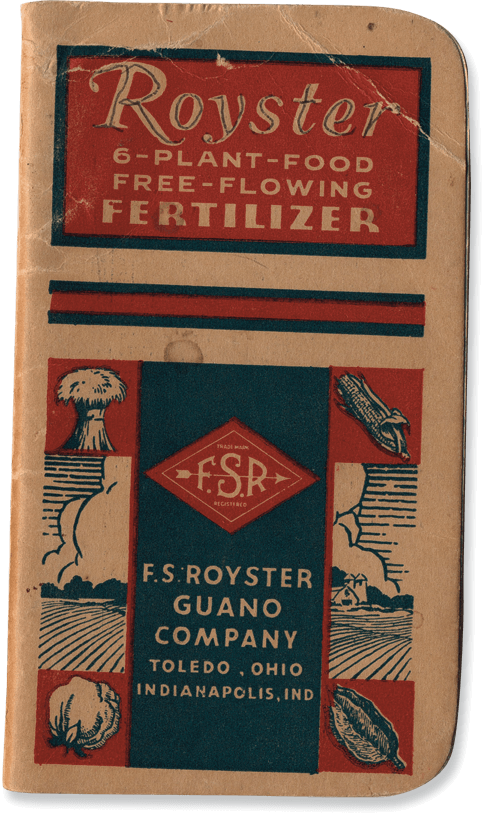 Royster
6-PLANT-FOOD
FREE-FLOWING
FERTILIZER
TRADE MARK
F.S.R
REGISTERED
F.S. ROYSTER
GUANO
COMPANY
TOLEDO, OHIO
INDIANAPOLIS, IND